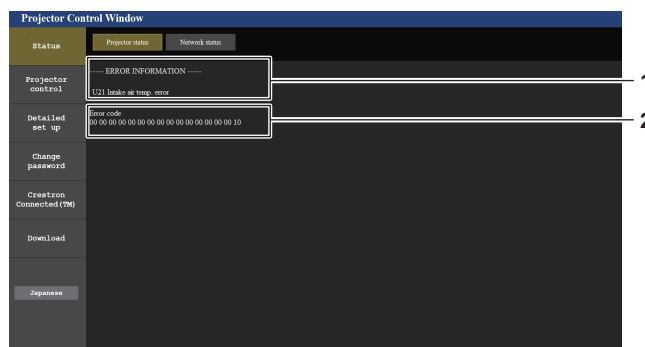 Projector Control Window
Status
Projector status
Network status
----- ERROR INFORMATION -----
U21 Intake air temp. error
1
Projector
control
Error code
00 00 00 00 00 00 00 00 00 00 00 00 00 00 00 10
2
Detailed
set up
Change
password
Crestron
Connected(TM)
Download
Japanese